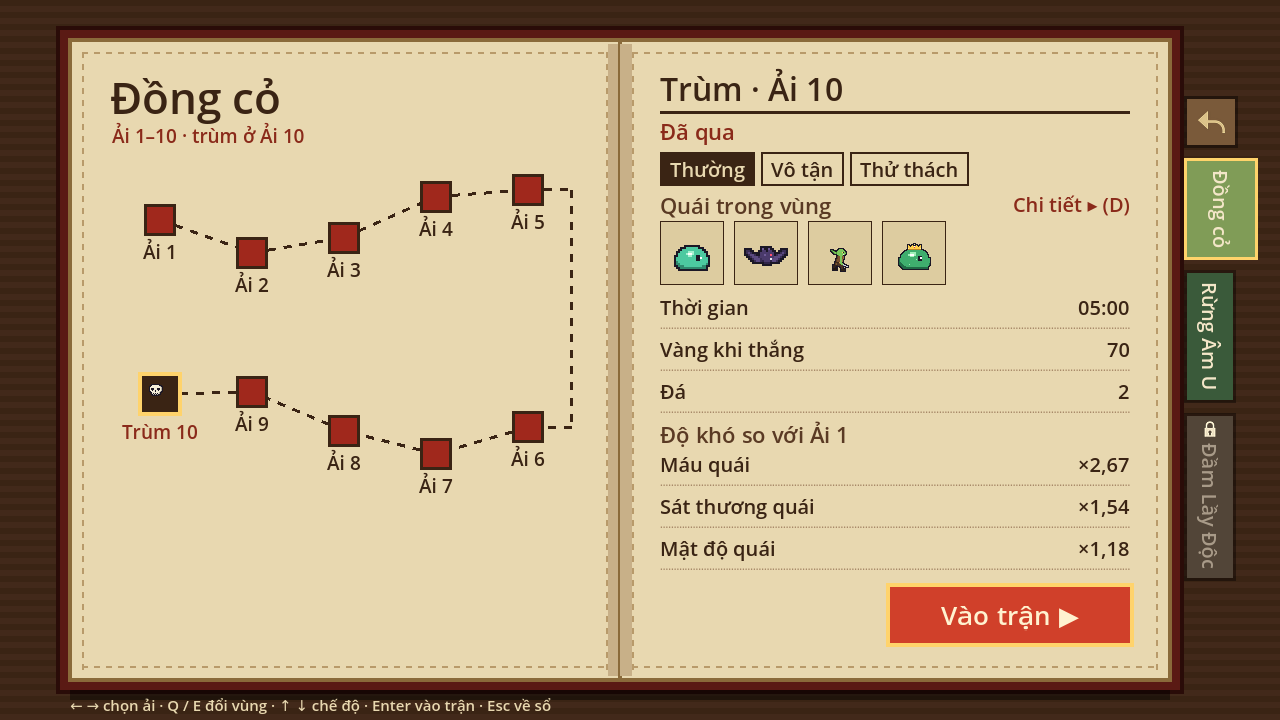 Đồng cỏ
Ải 1–10 · trùm ở Ải 10
Ải 1
Ải 2
Ải 3
Ải 4
Ải 5
Trùm 10
Ải 9
Ải 8
Ải 7
Ải 6
Trùm · Ải 10
Đã qua
Thường Vô tận Thử thách
Quái trong vùng Chi tiết ▸ (D)
Thời gian 05:00
Vàng khi thắng 70
Đá 2
Độ khó so với Ải 1
Máu quái ×2,67
Sát thương quái ×1,54
Mật độ quái ×1,18
Vào trận ▶
Đồng cỏ
Rừng Âm U
Đầm Lầy Độc
← → chọn ải · Q / E đổi vùng · ↑ ↓ chế độ · Enter vào trận · Esc về sổ